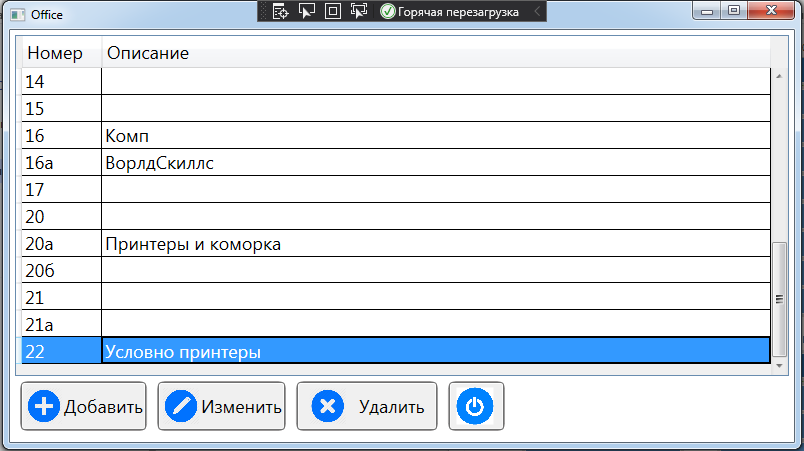 Office
Горячая перезагрузка
Номер Описание
14
15
16 Комп
16а ВорлдСкиллс
17
20
20а Принтеры и коморка
20б
21
21а
22 Условно принтеры
Добавить Изменить Удалить